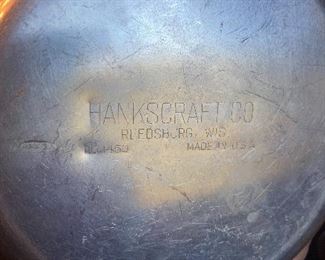 HANKSCRAFT CO
REEDSBURG, WIS
MADE IN U.S.A